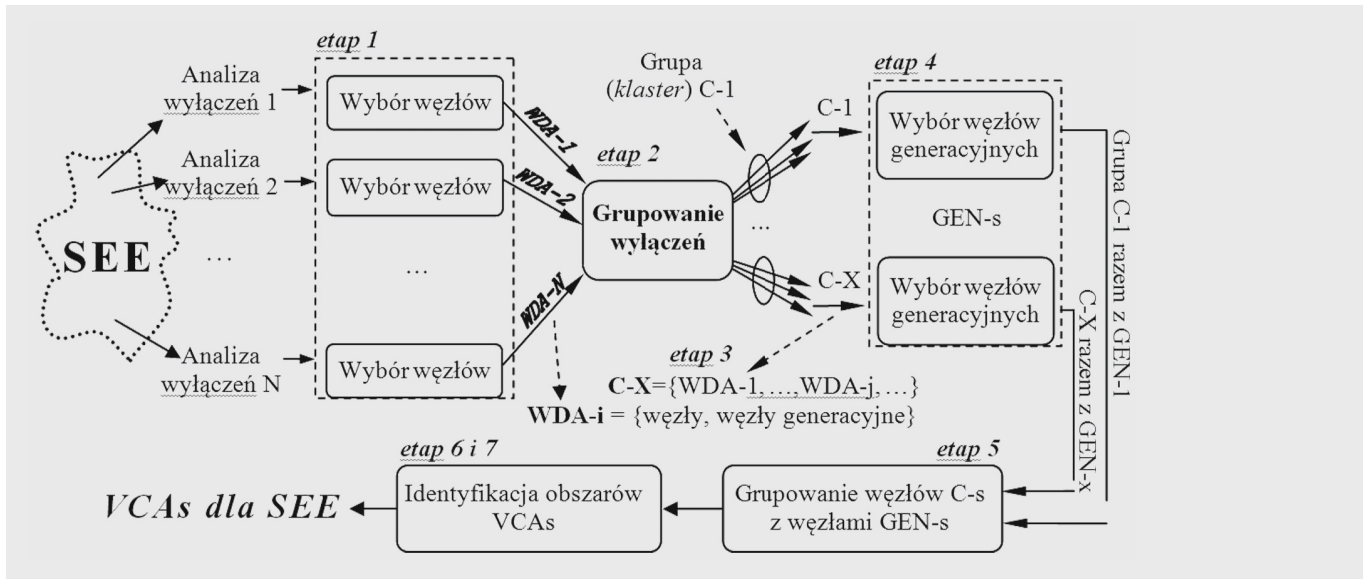 etap 1
Analiza
wyłączeń 1
Wybór węzłów
WDA-1
Analiza
wyłączeń 2
Wybór węzłów
WDA-2
SEE
...
...
Analiza
wyłączeń N
Wybór węzłów
WDA-N
etap 2
Grupowanie
wyłączeń
Grupa
(klaster) C-1
C-1
...
C-X
etap 3
C-X={WDA-1,...,WDA-j,...}
WDA-i = {węzły, węzły generacyjne}
etap 4
Wybór węzłów
generacyjnych
GEN-s
Wybór węzłów
generacyjnych
Grupa C-1 razem z GEN-1
C-X razem z GEN-x
etap 5
Grupowanie węzłów C-s
z węzłami GEN-s
etap 6 i 7
Identyfikacja obszarów
VCAs
VCAs dla SEE